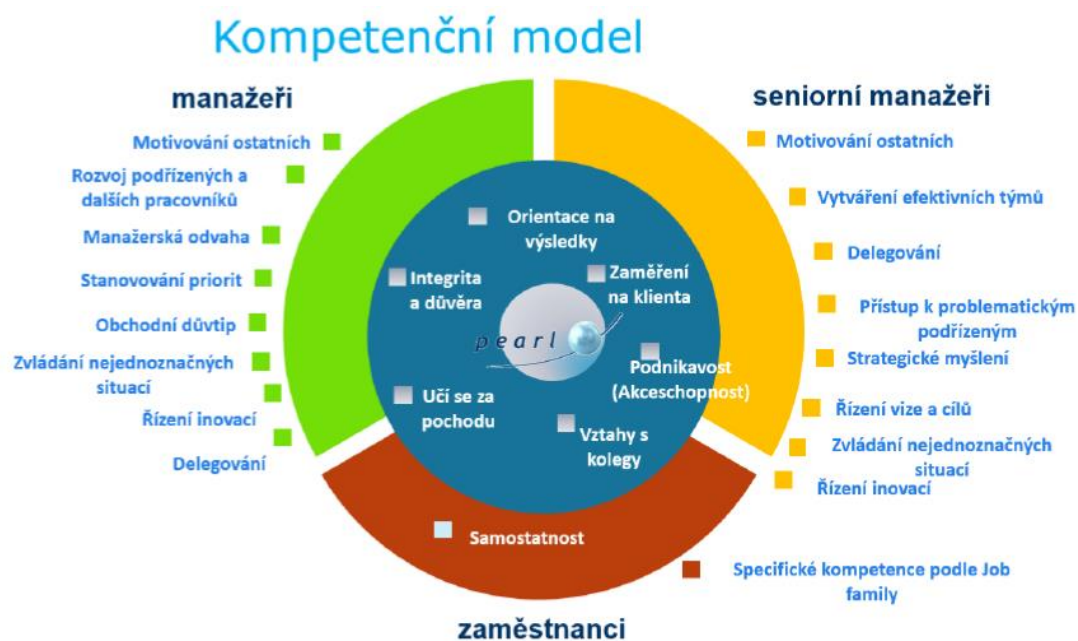 Kompetenční model
manažeři
Motivování ostatních
Rozvoj podřízených a
dalších pracovníků
Manažerská odvaha
Stanovování priorit
Obchodní důvtip
Zvládání nejednoznačných
situací
Řízení inovací
Delegování
Orientace na
výsledky
Integrita
a důvěra
Zaměření
na klienta
pearl
Podnikavost
(Akceschopnost)
Učí se za
pochodu
Vztahy s
kolegy
seniorní manažeři
Motivování ostatních
Vytváření efektivních týmů
Delegování
Přístup k problematickým
podřízeným
Strategické myšlení
Řízení vize a cílů
Zvládání nejednoznačných
situací
Řízení inovací
Samostatnost
Specifické kompetence podle Job
family
zaměstnanci